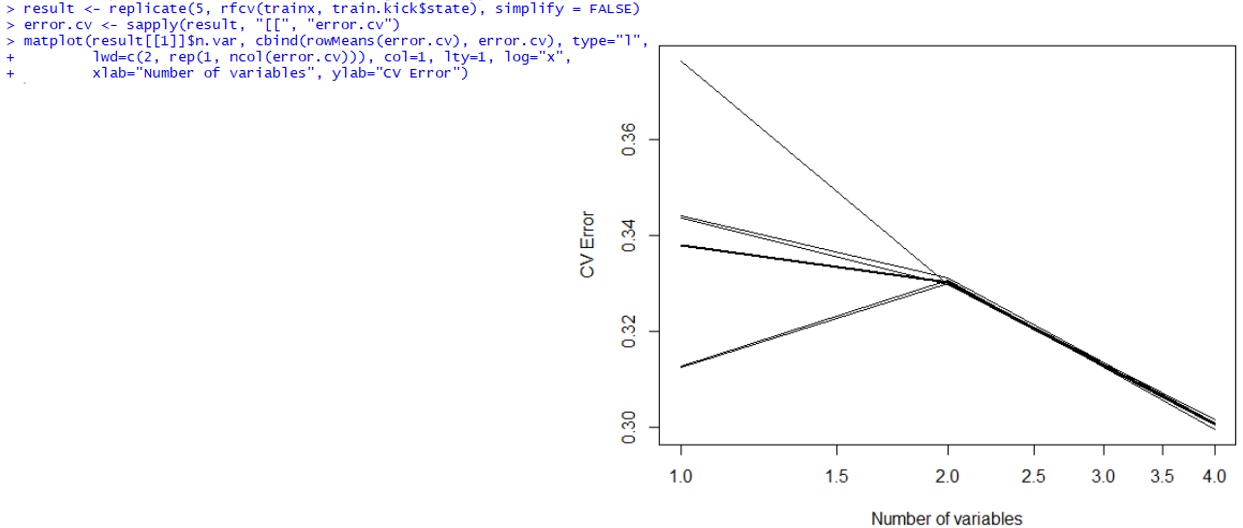 > result <- replicate(5, rfcv(trainx, train.kick$state), simplify = FALSE)
> error.cv <- sapply(result, "[[", "error.cv")
> matplot(result[[1]]$n.var, cbind(rowMeans(error.cv), error.cv), type="l",
+ lwd=c(2, rep(1, ncol(error.cv))), col=1, lty=1, log="x",
+ xlab="Number of variables", ylab="CV Error")
CV Error
0.36
0.34
0.32
0.30
1.0 1.5 2.0 2.5 3.0 3.5 4.0
Number of variables